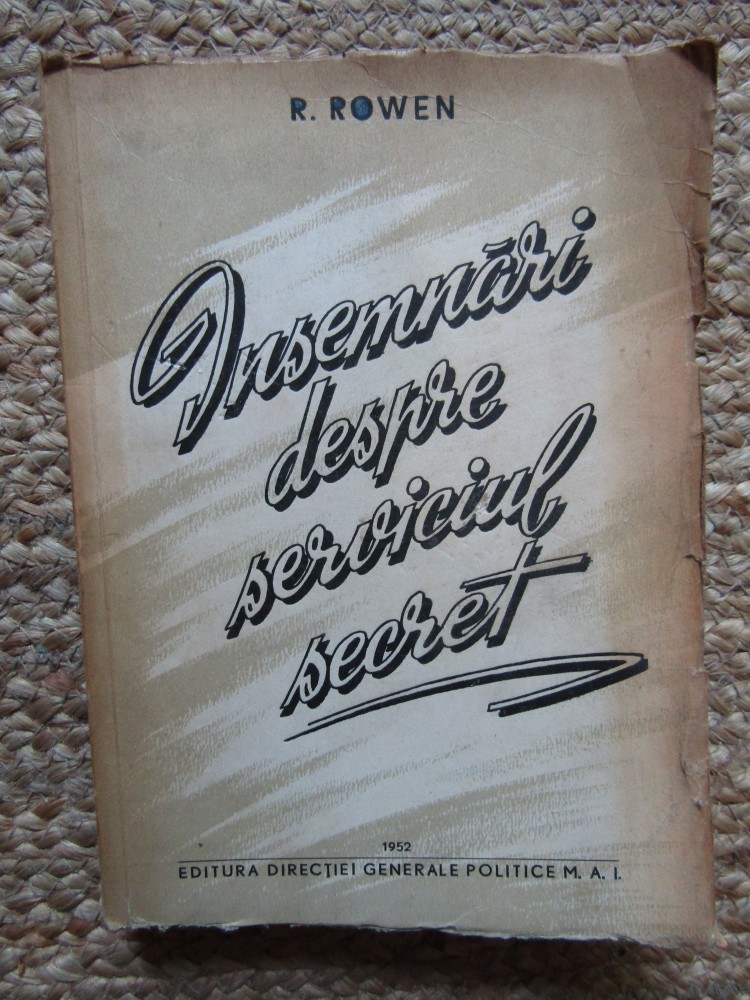 R. ROWEN
Însemnări
despre
serviciul
secret
1952
EDITURA DIRECȚIEI GENERALE POLITICE M. A. I.